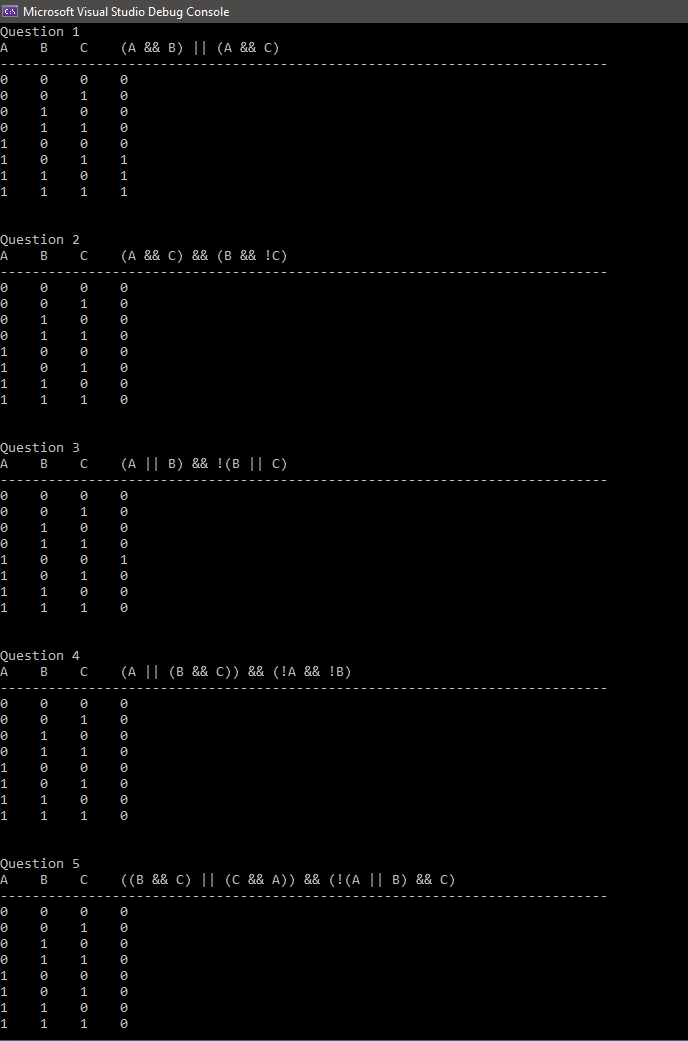 Microsoft Visual Studio Debug Console
Question 1
A    B    C    (A && B) || (A && C)
----------------------------------------------------------------------------
0    0    0    0
0    0    1    0
0    1    0    0
0    1    1    0
1    0    0    0
1    0    1    1
1    1    0    1
1    1    1    1
Question 2
A    B    C    (A && C) && (B && !C)
----------------------------------------------------------------------------
0    0    0    0
0    0    1    0
0    1    0    0
0    1    1    0
1    0    0    0
1    0    1    0
1    1    0    0
1    1    1    0
Question 3
A    B    C    (A || B) && !(B || C)
----------------------------------------------------------------------------
0    0    0    0
0    0    1    0
0    1    0    0
0    1    1    0
1    0    0    1
1    0    1    0
1    1    0    0
1    1    1    0
Question 4
A    B    C    (A || (B && C)) && (!A && !B)
----------------------------------------------------------------------------
0    0    0    0
0    0    1    0
0    1    0    0
0    1    1    0
1    0    0    0
1    0    1    0
1    1    0    0
1    1    1    0
Question 5
A    B    C    ((B && C) || (C && A)) && (!(A || B) && C)
----------------------------------------------------------------------------
0    0    0    0
0    0    1    0
0    1    0    0
0    1    1    0
1    0    0    0
1    0    1    0
1    1    0    0
1    1    1    0